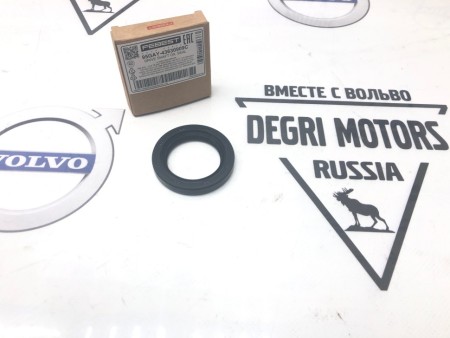 FEBEST
EAC
VOLVO
ВМЕСТЕ С ВОЛЬВО
DEGRI MOTORS
RUSSIA